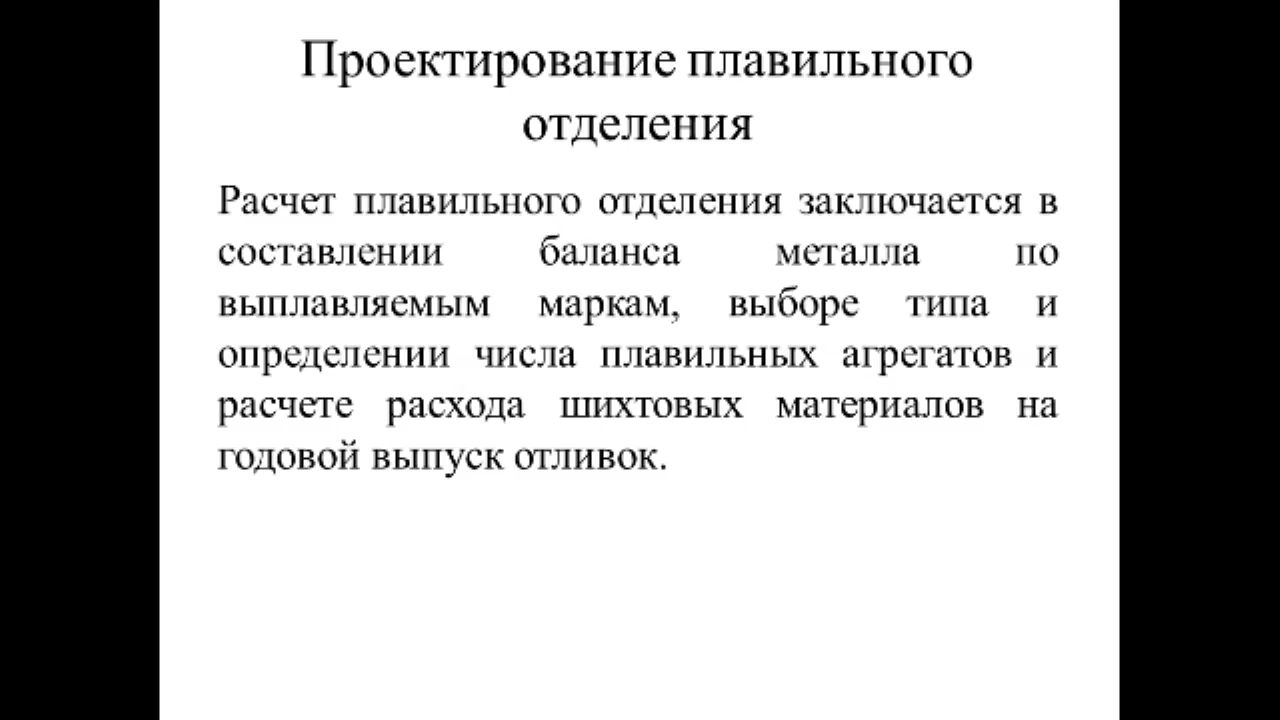 Проектирование плавильного
отделения
Расчет плавильного отделения заключается в
составлении баланса металла по
выплавляемым маркам, выборе типа и
определении числа плавильных агрегатов и
расчете расхода шихтовых материалов на
годовой выпуск отливок.